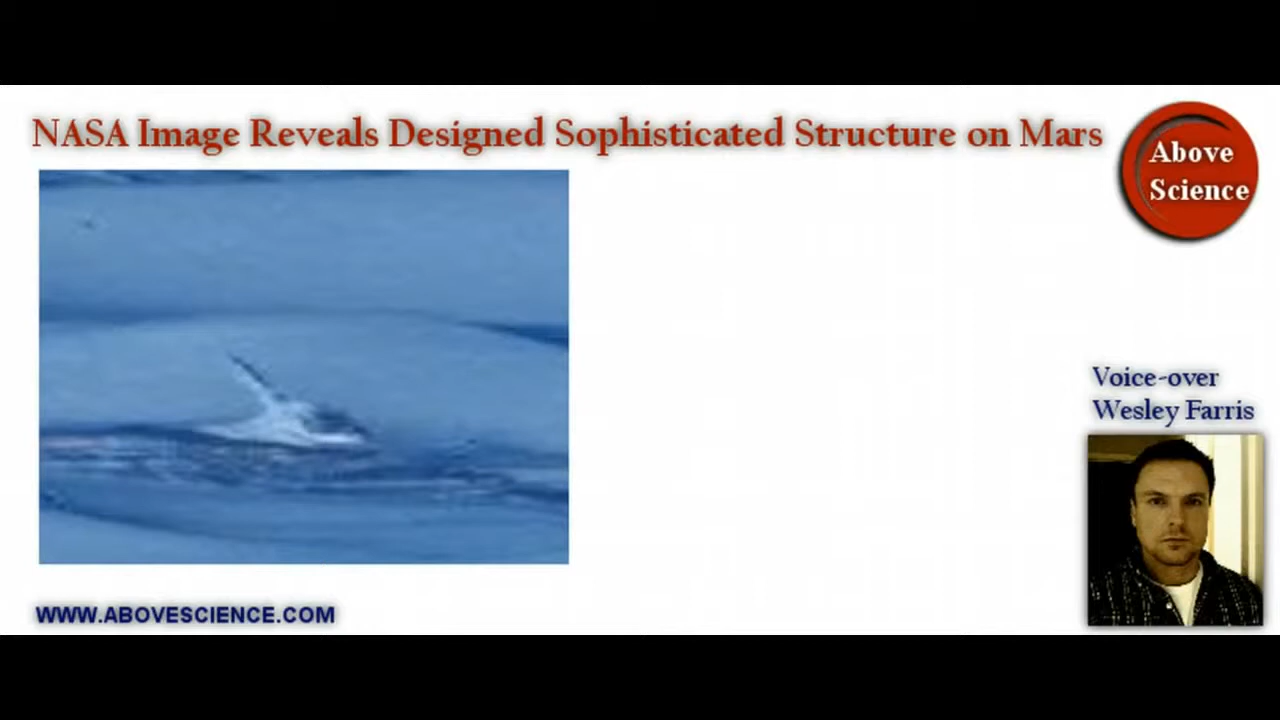 NASA Image Reveals Designed Sophisticated Structure on Mars
Above
Science
Voice-over
Wesley Farris
WWW.ABOVESCIENCE.COM